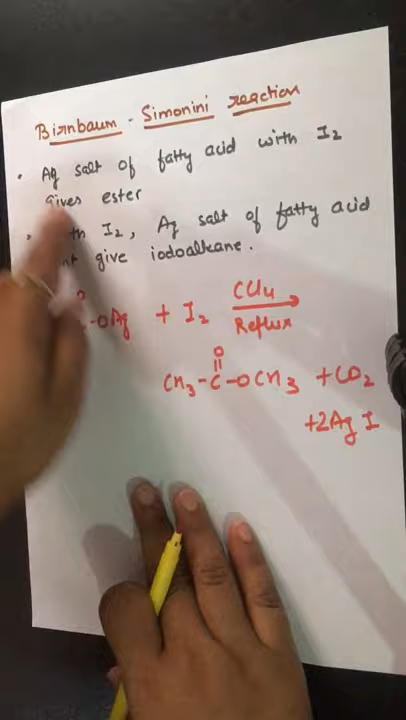 Birnbaum - Simonini reaction
• Ag salt of fatty acid with I2
gives ester
I2, Ag salt of fatty acid
give iodoalkane.
O
-OAg + I2 CCl4
Reflux
O
CH3-C-OCH3 +CO2
+2Ag I